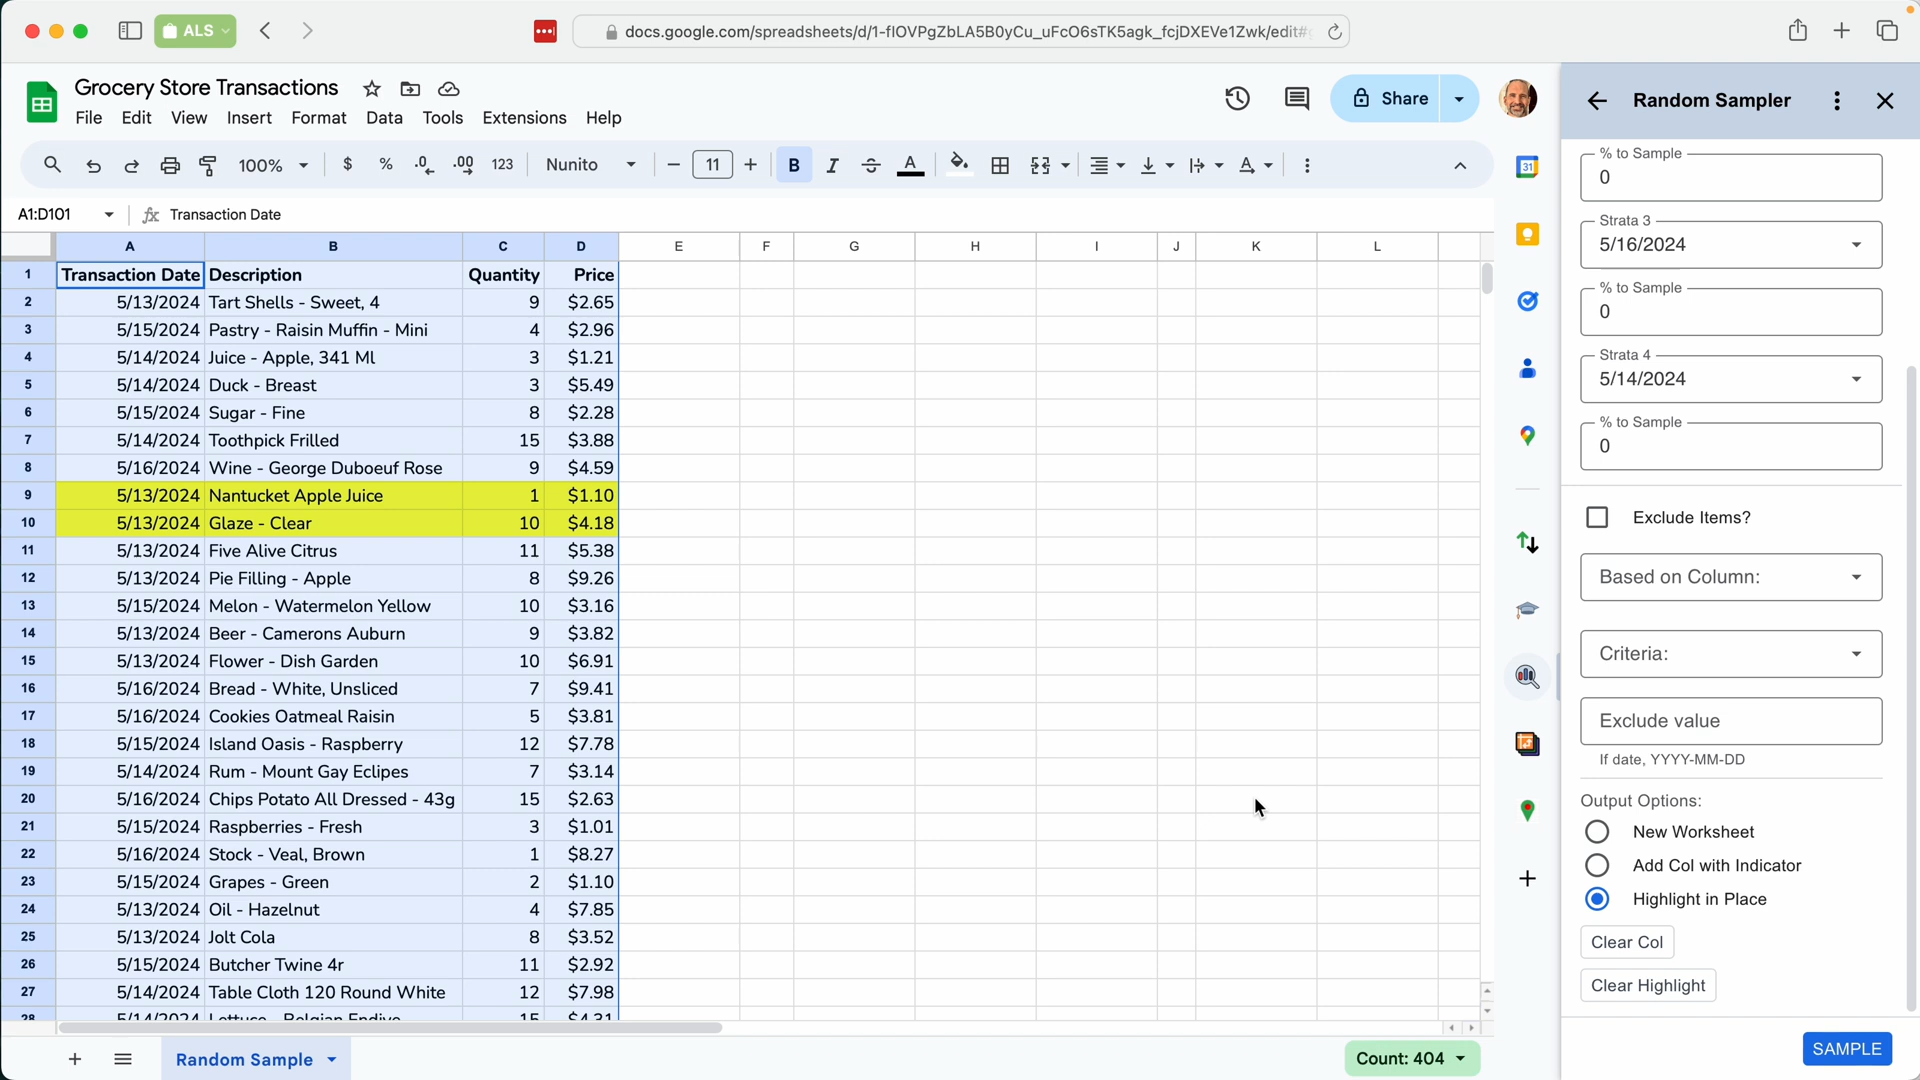 ALS
docs.google.com/spreadsheets/d/1-flOVPgZbLA5B0yCu_uFcO6sTK5agk_fcjDXEVe1Zwk/edit#
Grocery Store Transactions
File Edit View Insert Format Data Tools Extensions Help
Share
100% $ % .0 .00 123 Nunito 11 B I S A
A1:D101 fx Transaction Date
A B C D E F G H I J K L
1 Transaction Date Description Quantity Price
2 5/13/2024 Tart Shells - Sweet, 4 9 $2.65
3 5/15/2024 Pastry - Raisin Muffin - Mini 4 $2.96
4 5/14/2024 Juice - Apple, 341 Ml 3 $1.21
5 5/14/2024 Duck - Breast 3 $5.49
6 5/15/2024 Sugar - Fine 8 $2.28
7 5/14/2024 Toothpick Frilled 15 $3.88
8 5/16/2024 Wine - George Duboeuf Rose 9 $4.59
9 5/13/2024 Nantucket Apple Juice 1 $1.10
10 5/13/2024 Glaze - Clear 10 $4.18
11 5/13/2024 Five Alive Citrus 11 $5.38
12 5/13/2024 Pie Filling - Apple 8 $9.26
13 5/15/2024 Melon - Watermelon Yellow 10 $3.16
14 5/13/2024 Beer - Camerons Auburn 9 $3.82
15 5/13/2024 Flower - Dish Garden 10 $6.91
16 5/16/2024 Bread - White, Unsliced 7 $9.41
17 5/16/2024 Cookies Oatmeal Raisin 5 $3.81
18 5/15/2024 Island Oasis - Raspberry 12 $7.78
19 5/14/2024 Rum - Mount Gay Eclipes 7 $3.14
20 5/16/2024 Chips Potato All Dressed - 43g 15 $2.63
21 5/15/2024 Raspberries - Fresh 3 $1.01
22 5/16/2024 Stock - Veal, Brown 1 $8.27
23 5/15/2024 Grapes - Green 2 $1.10
24 5/13/2024 Oil - Hazelnut 4 $7.85
25 5/13/2024 Jolt Cola 8 $3.52
26 5/15/2024 Butcher Twine 4r 11 $2.92
27 5/14/2024 Table Cloth 120 Round White 12 $7.98
28 5/14/2024 Lettuce - Belgian Endive 15 $4.31
Random Sample
Count: 404
31
Random Sampler
% to Sample
0
Strata 3
5/16/2024
% to Sample
0
Strata 4
5/14/2024
% to Sample
0
Exclude Items?
Based on Column:
Criteria:
Exclude value
If date, YYYY-MM-DD
Output Options:
New Worksheet
Add Col with Indicator
Highlight in Place
Clear Col
Clear Highlight
SAMPLE